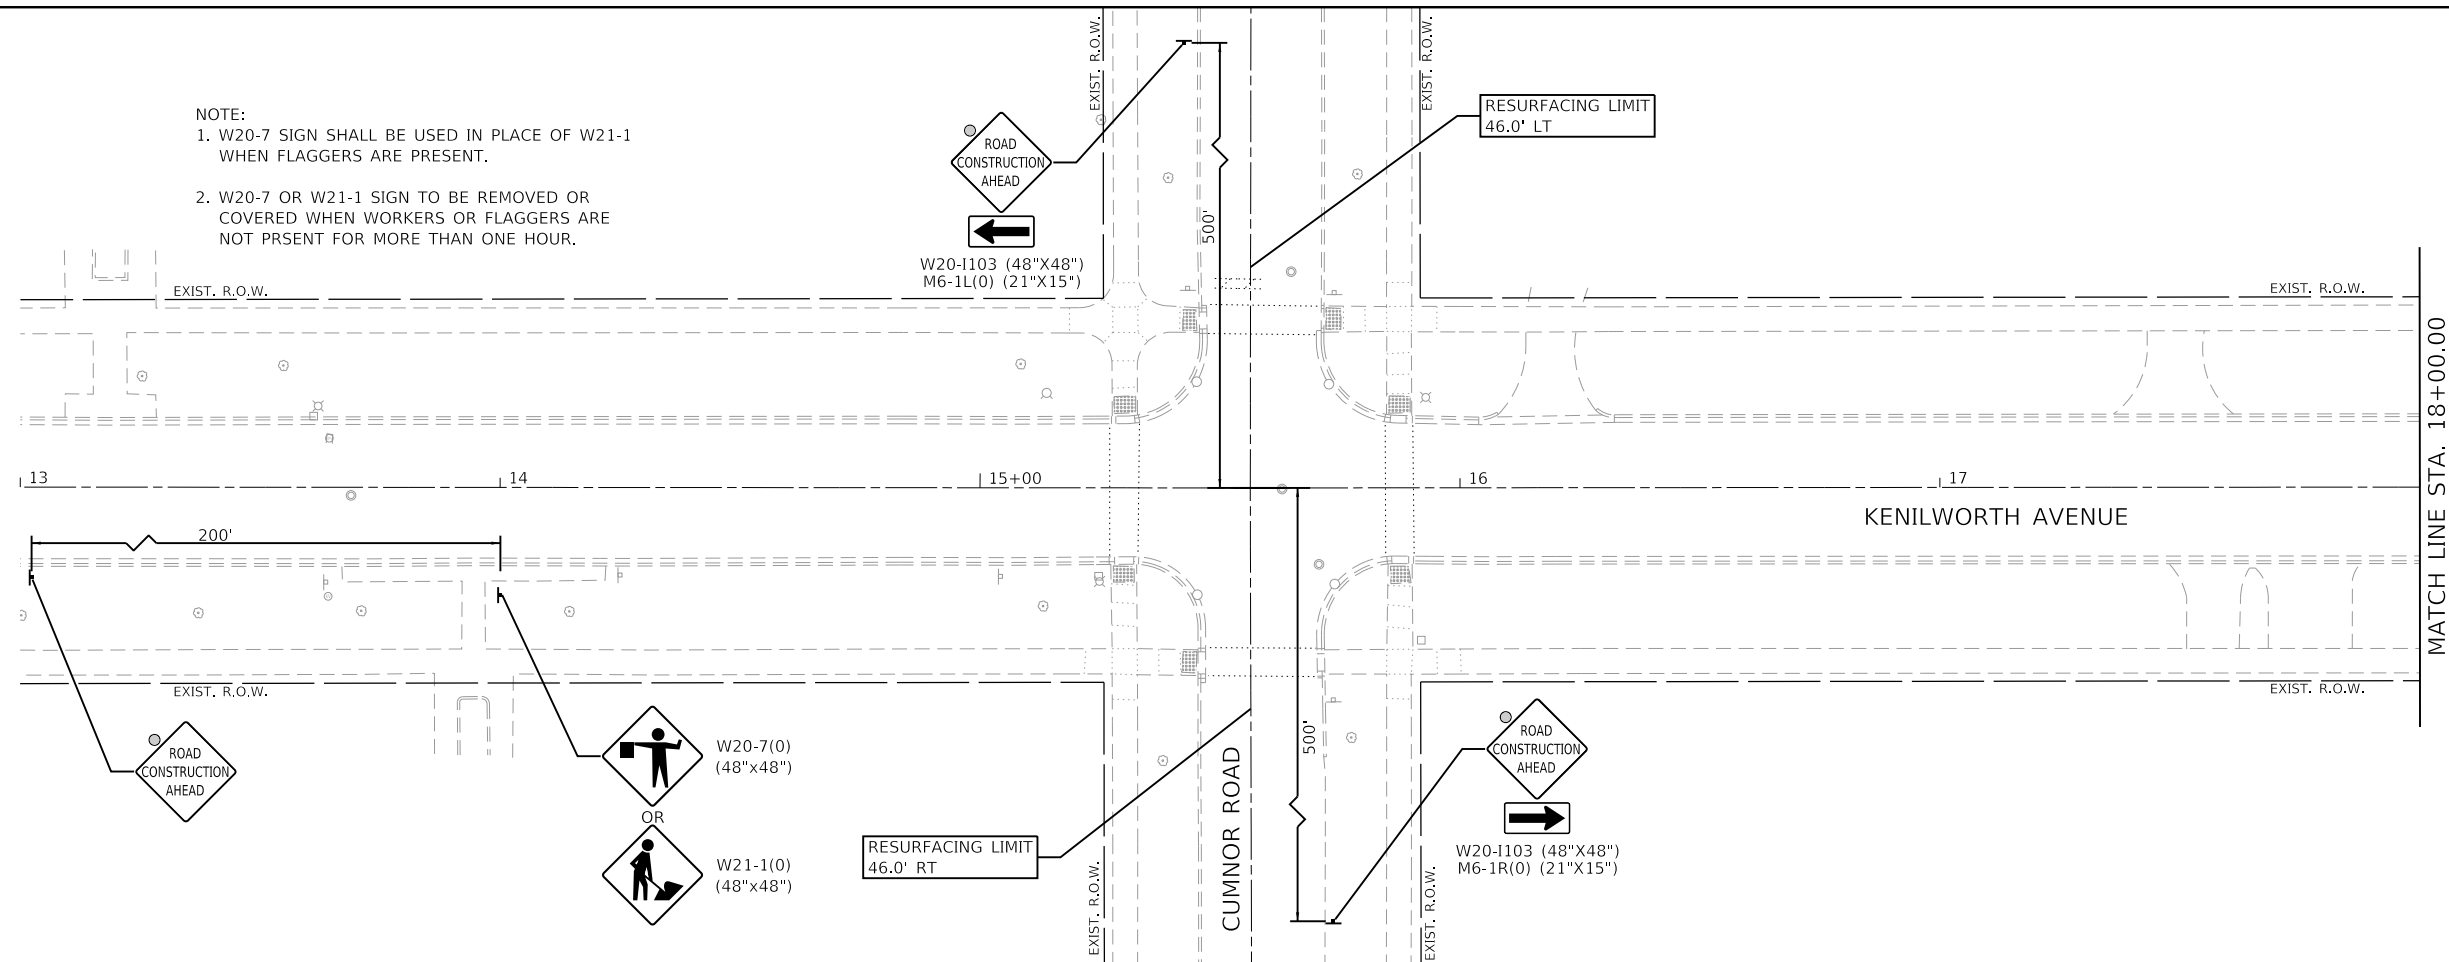 NOTE:
1. W20-7 SIGN SHALL BE USED IN PLACE OF W21-1
WHEN FLAGGERS ARE PRESENT.
2. W20-7 OR W21-1 SIGN TO BE REMOVED OR
COVERED WHEN WORKERS OR FLAGGERS ARE
NOT PRSENT FOR MORE THAN ONE HOUR.
EXIST. R.O.W.
EXIST. R.O.W.
ROAD
CONSTRUCTION
AHEAD
W20-I103 (48"X48")
M6-1L(0) (21"X15")
500'
RESURFACING LIMIT
46.0' LT
EXIST. R.O.W.
EXIST. R.O.W.
13
14
15+00
16
17
KENILWORTH AVENUE
MATCH LINE STA. 18+00.00
200'
EXIST. R.O.W.
EXIST. R.O.W.
ROAD
CONSTRUCTION
AHEAD
W20-7(0)
(48"x48")
OR
W21-1(0)
(48"x48")
RESURFACING LIMIT
46.0' RT
CUMNOR ROAD
500'
ROAD
CONSTRUCTION
AHEAD
W20-I103 (48"X48")
M6-1R(0) (21"X15")
EXIST. R.O.W.
EXIST. R.O.W.